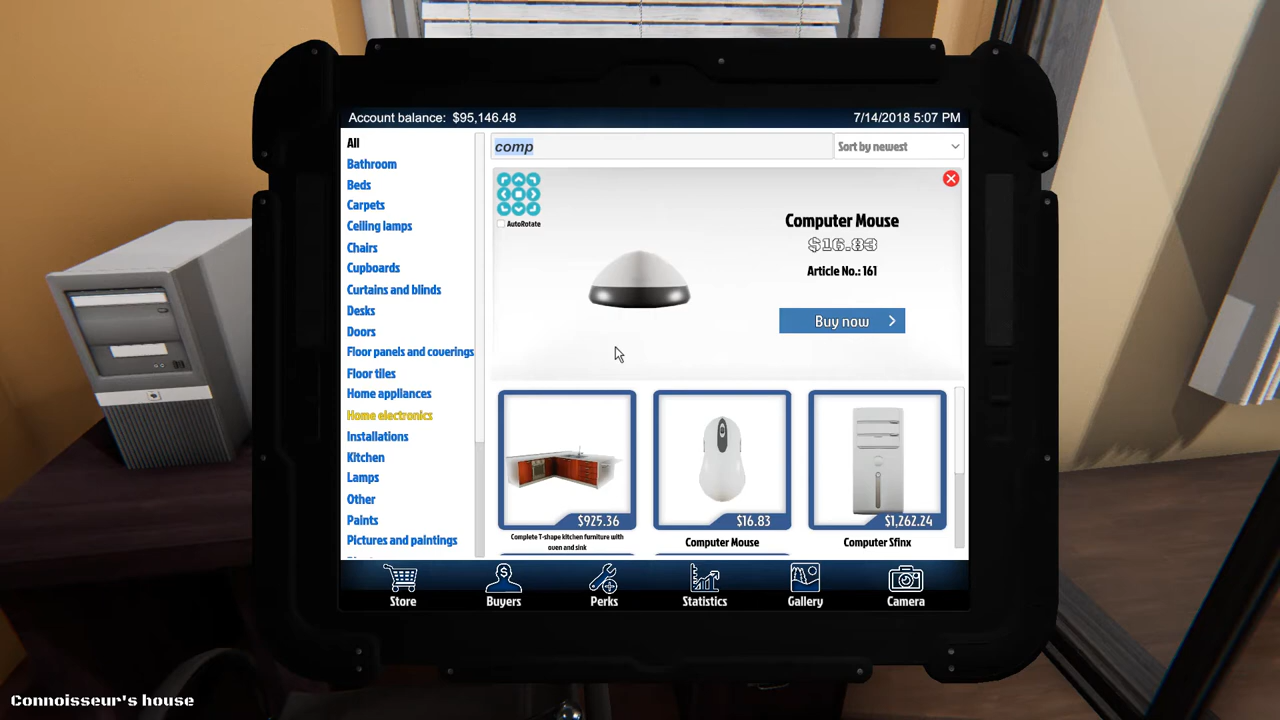 Account balance: $95,146.48
7/14/2018 5:07 PM
All
Bathroom
Beds
Carpets
Ceiling lamps
Chairs
Cupboards
Curtains and blinds
Desks
Doors
Floor panels and coverings
Floor tiles
Home appliances
Home electronics
Installations
Kitchen
Lamps
Other
Paints
Pictures and paintings
comp
Sort by newest
AutoRotate
Computer Mouse
$16.83
Article No.: 161
Buy now
$925.36
Complete T-shape kitchen furniture with
oven and sink
$16.83
Computer Mouse
$1,262.24
Computer Sfinx
Store
Buyers
Perks
Statistics
Gallery
Camera
Connoisseur's house